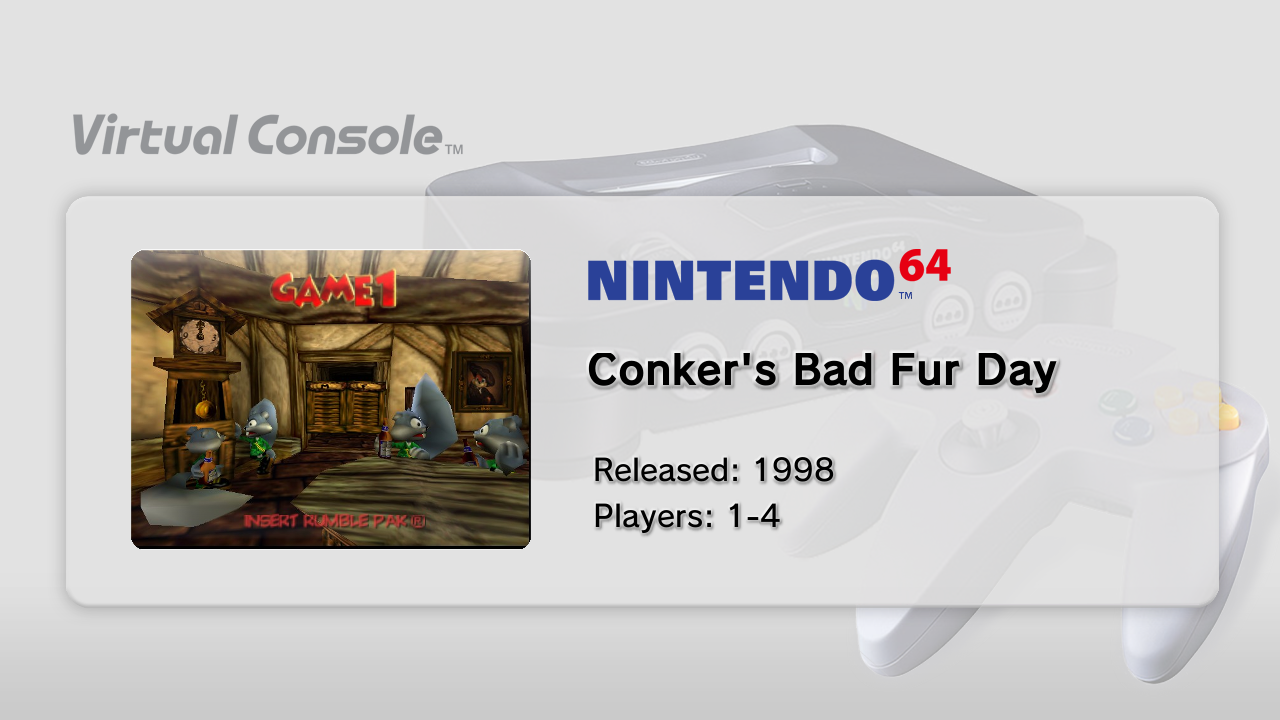 Virtual Console™
NINTENDO64™
GAME1
Conker's Bad Fur Day
Released: 1998
Players: 1-4
INSERT RUMBLE PAK®